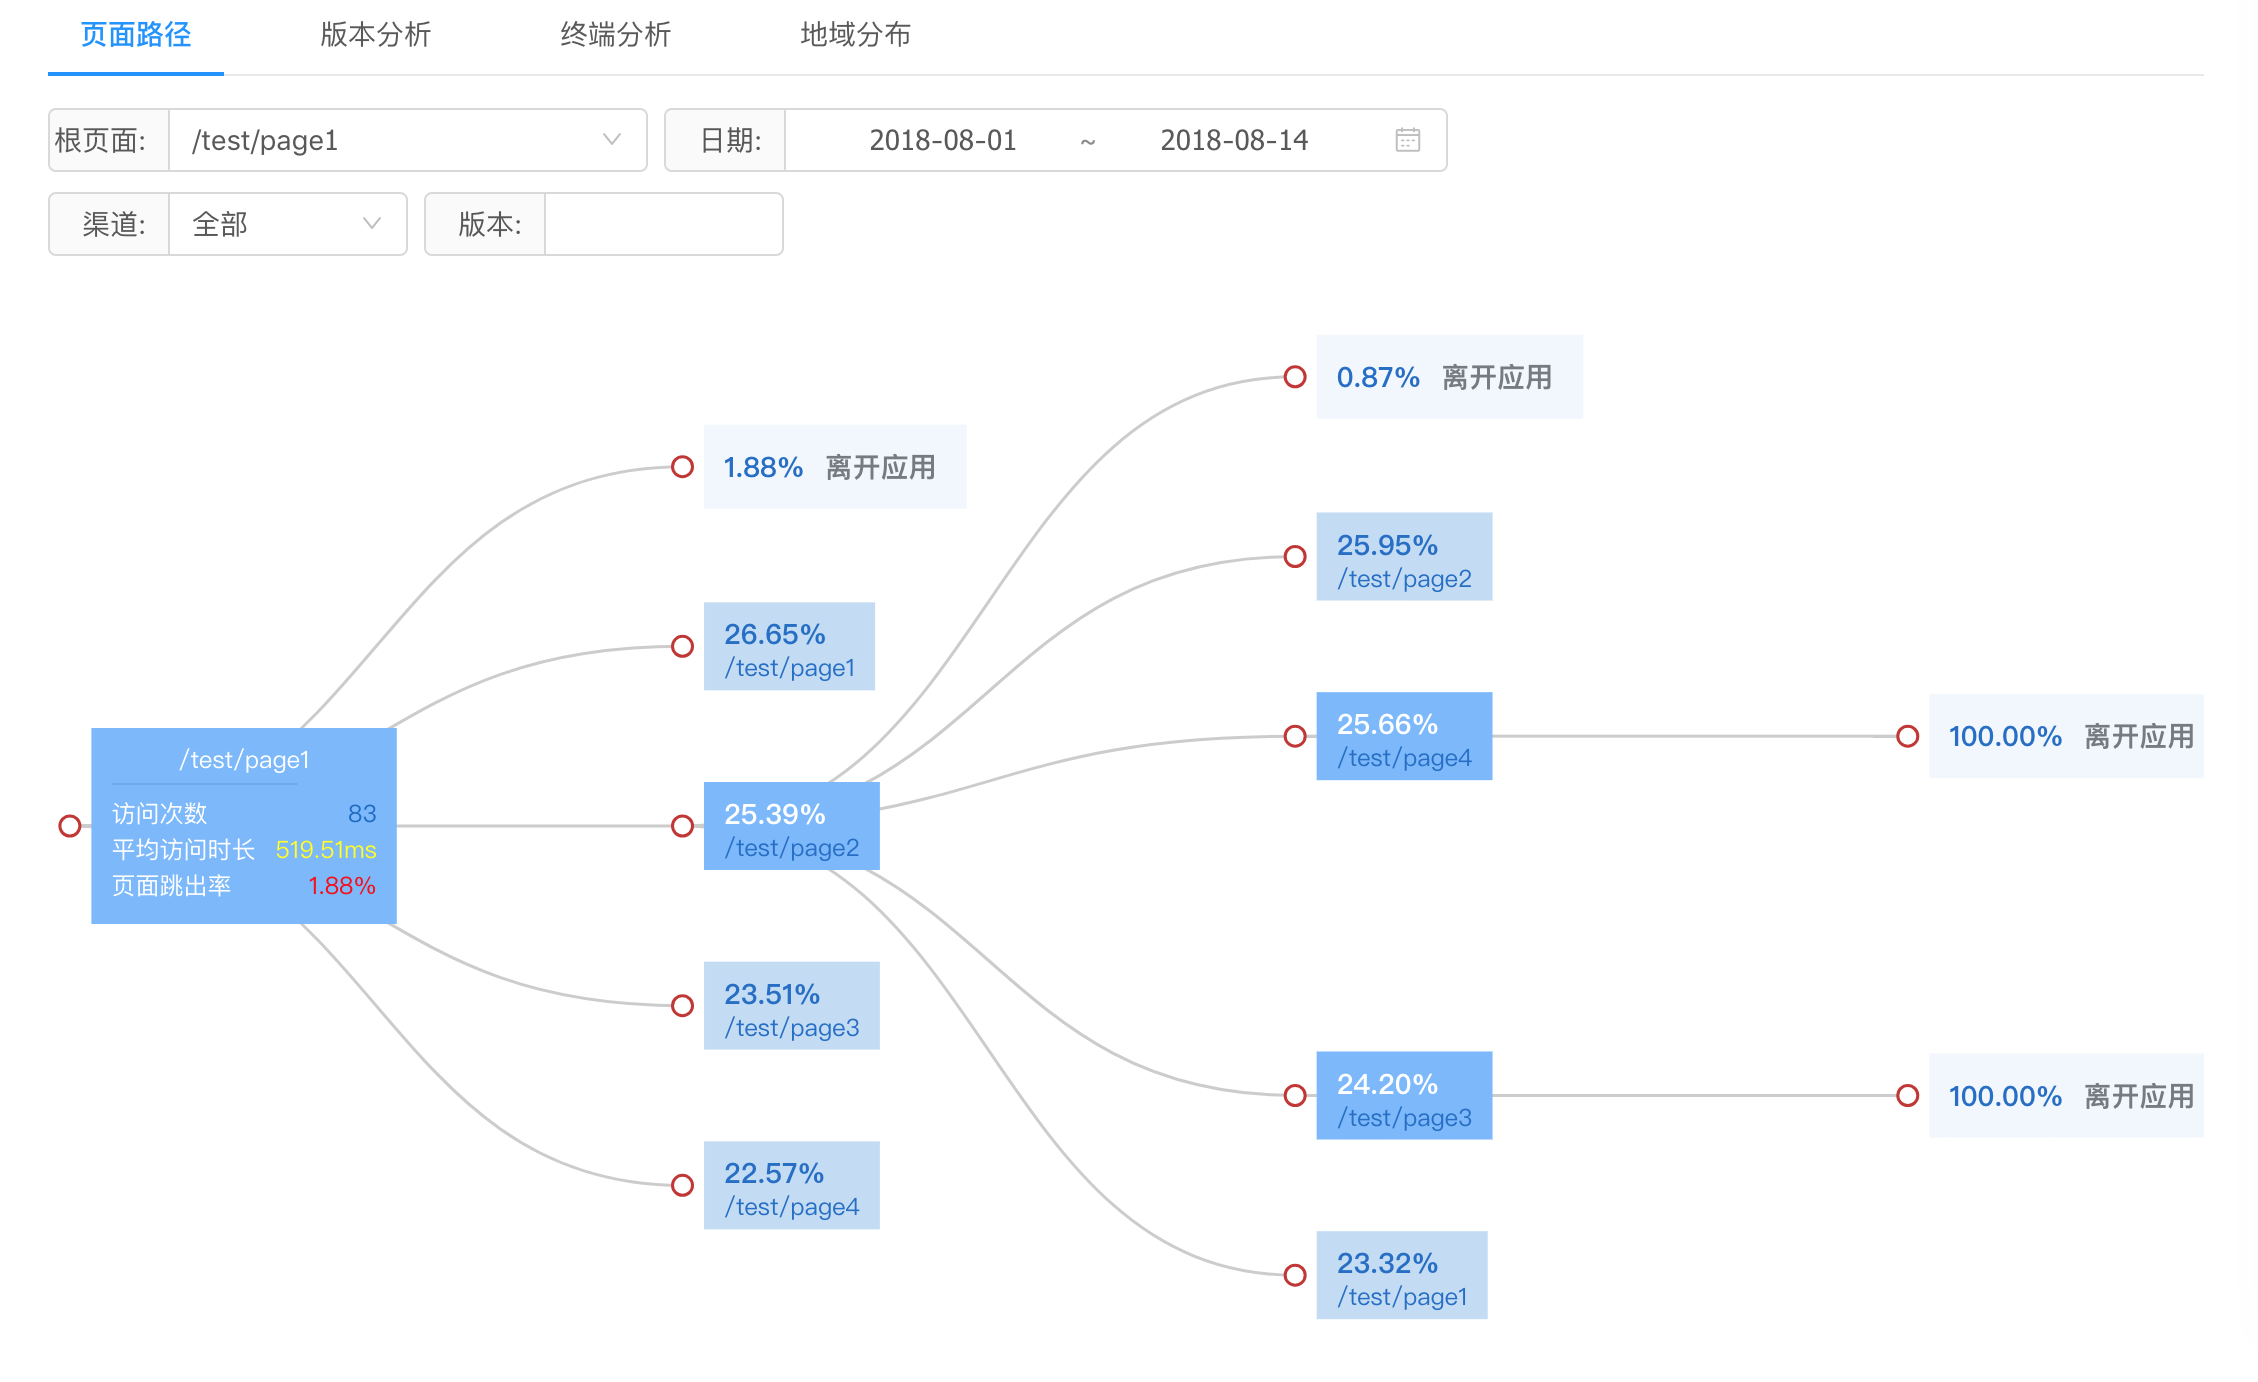 页面路径 版本分析 终端分析 地域分布
根页面: /test/page1 日期: 2018-08-01 ~ 2018-08-14
渠道: 全部 版本:
/test/page1
访问次数 83
平均访问时长 519.51ms
页面跳出率 1.88%
1.88% 离开应用
26.65%
/test/page1
25.39%
/test/page2
23.51%
/test/page3
22.57%
/test/page4
0.87% 离开应用
25.95%
/test/page2
25.66%
/test/page4
24.20%
/test/page3
23.32%
/test/page1
100.00% 离开应用
100.00% 离开应用